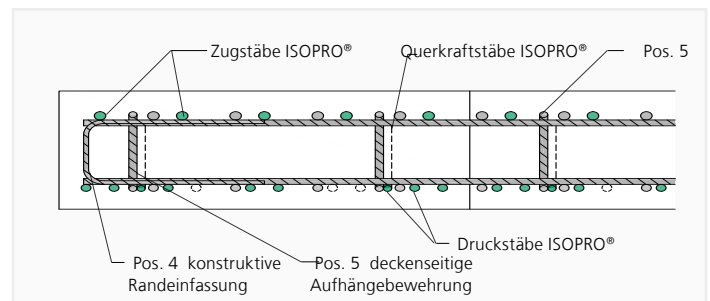 Zugstäbe ISOPRO®
Querkraftstäbe ISOPRO®
Pos. 5
Druckstäbe ISOPRO®
Pos. 4 konstruktive
Randeinfassung
Pos. 5 deckenseitige
Aufhängebewehrung